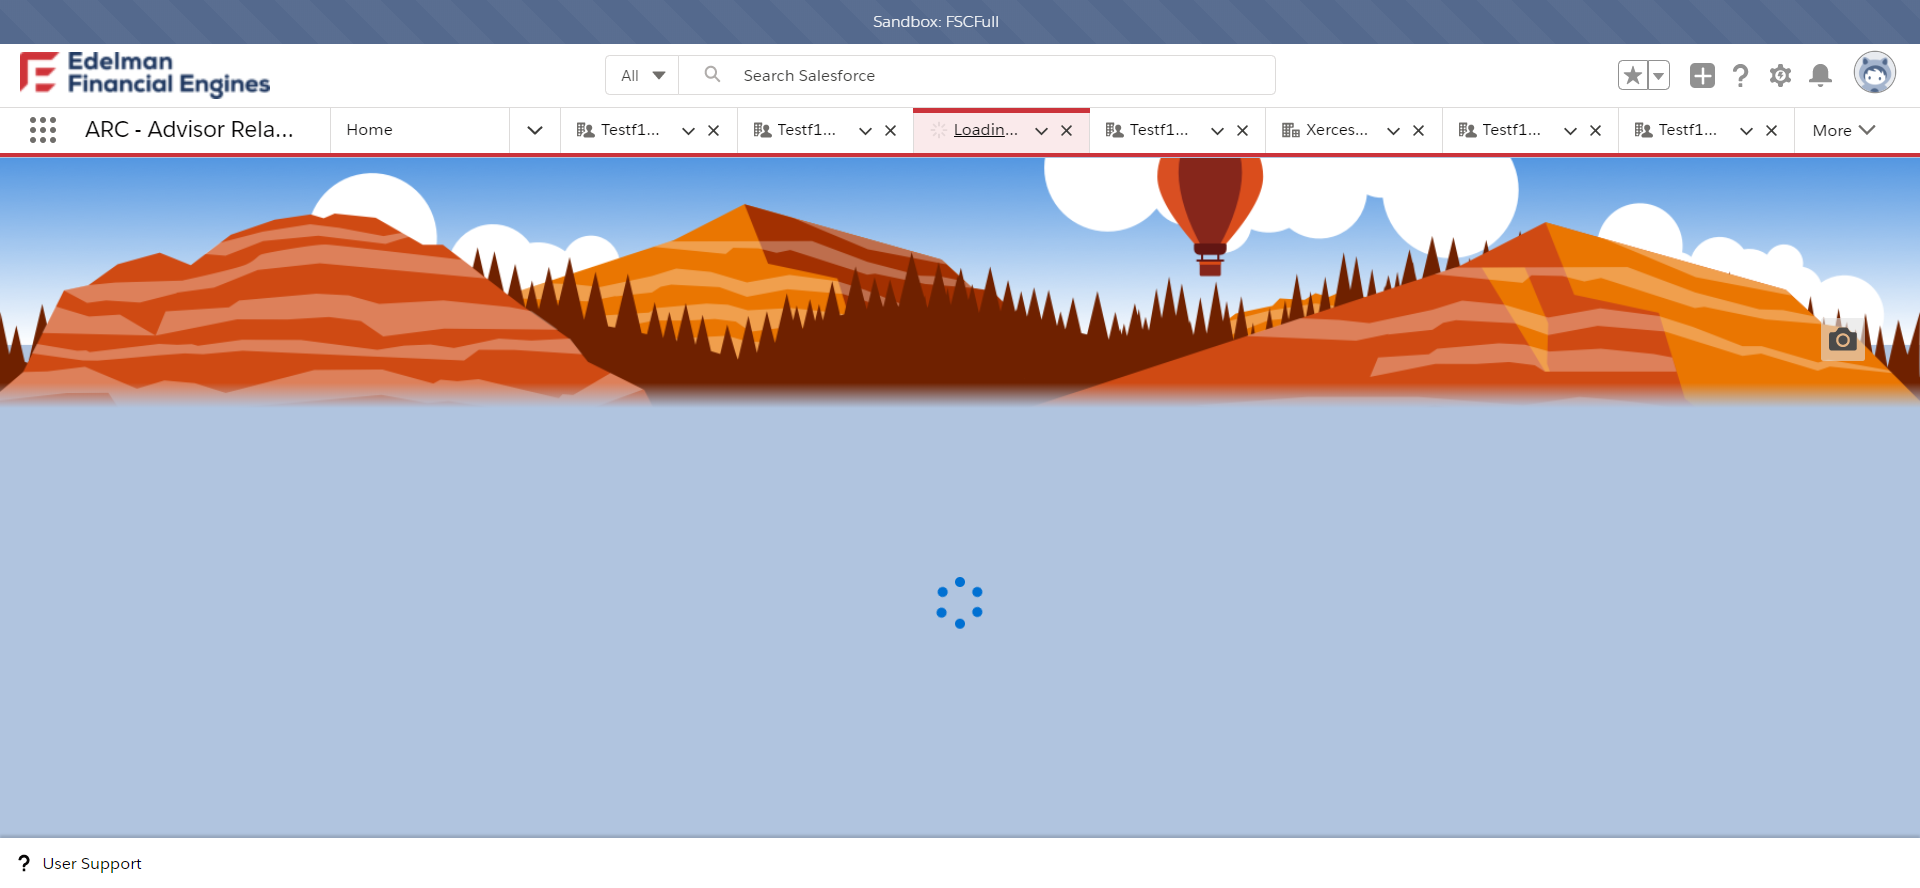 Sandbox: FSCFull
Edelman
Financial Engines
All
Search Salesforce
ARC - Advisor Rela...
Home
Testf1...
Testf1...
Loadin...
Testf1...
Xerces...
Testf1...
Testf1...
More
? User Support